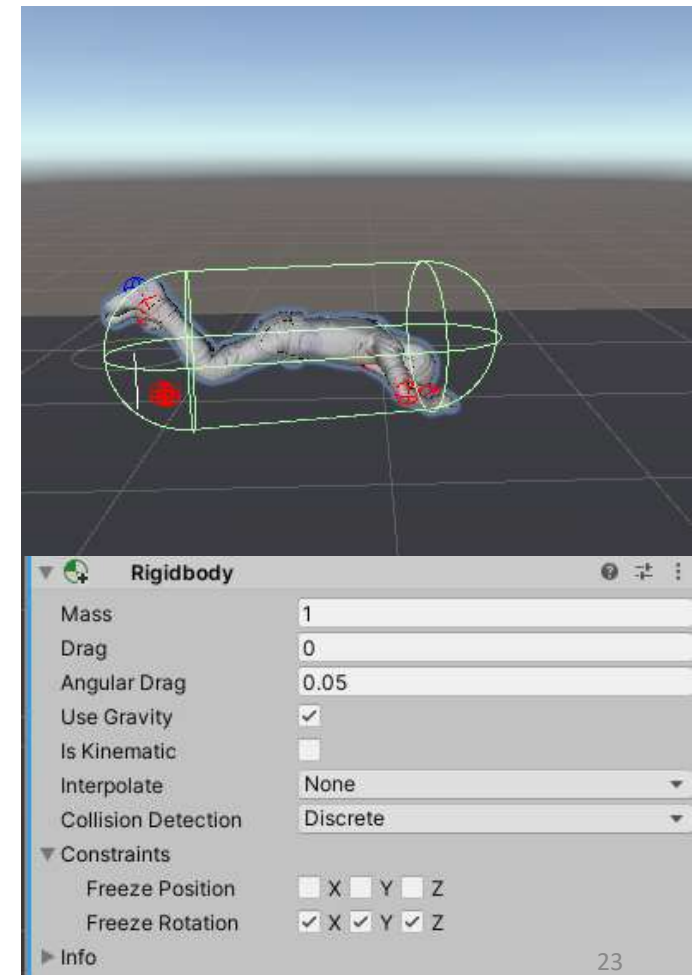 Rigidbody
Mass 1
Drag 0
Angular Drag 0.05
Use Gravity
Is Kinematic
Interpolate None
Collision Detection Discrete
Constraints
Freeze Position X Y Z
Freeze Rotation X Y Z
Info
23